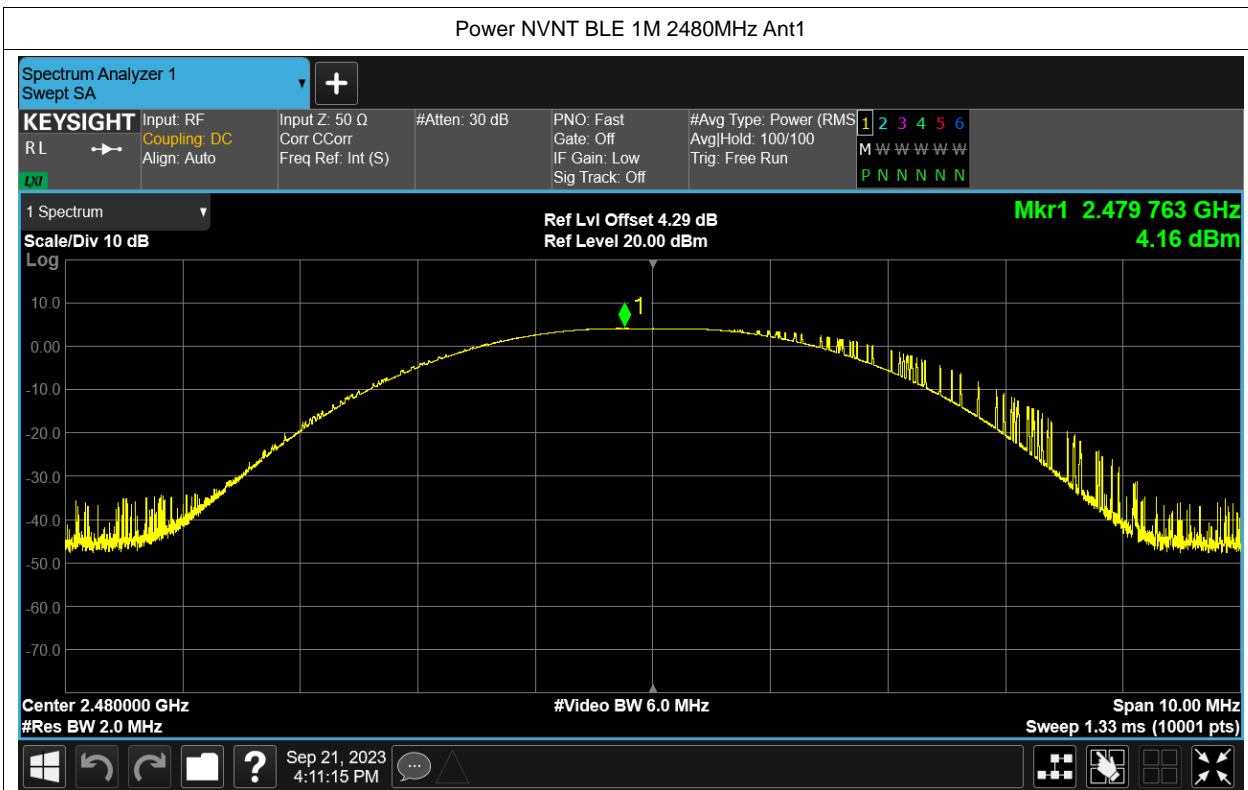 Power NVNT BLE 1M 2480MHz Ant1
Spectrum Analyzer 1
Swept SA
KEYSIGHT
RL
LXI
Input: RF
Coupling: DC
Align: Auto
Input Z: 50 Ω
Corr CCorr
Freq Ref: Int (S)
#Atten: 30 dB
PNO: Fast
Gate: Off
IF Gain: Low
Sig Track: Off
#Avg Type: Power (RMS
Avg|Hold: 100/100
Trig: Free Run
1 2 3 4 5 6
M W W W W W
P N N N N N
1 Spectrum
Scale/Div 10 dB
Log
Ref Lvl Offset 4.29 dB
Ref Level 20.00 dBm
Mkr1 2.479 763 GHz
4.16 dBm
1
10.0
0.00
-10.0
-20.0
-30.0
-40.0
-50.0
-60.0
-70.0
Center 2.480000 GHz
#Res BW 2.0 MHz
#Video BW 6.0 MHz
Span 10.00 MHz
Sweep 1.33 ms (10001 pts)
?
Sep 21, 2023
4:11:15 PM